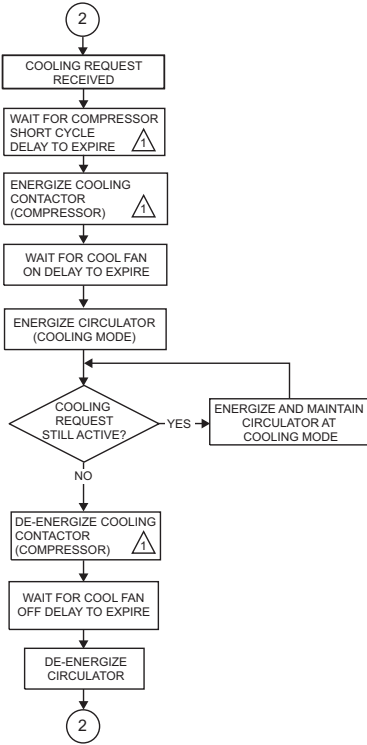 2
COOLING REQUEST
RECEIVED
WAIT FOR COMPRESSOR
SHORT CYCLE
DELAY TO EXPIRE
1
ENERGIZE COOLING
CONTACTOR
(COMPRESSOR)
1
WAIT FOR COOL FAN
ON DELAY TO EXPIRE
ENERGIZE CIRCULATOR
(COOLING MODE)
COOLING
REQUEST
STILL ACTIVE?
YES
ENERGIZE AND MAINTAIN
CIRCULATOR AT
COOLING MODE
NO
DE-ENERGIZE COOLING
CONTACTOR
(COMPRESSOR)
1
WAIT FOR COOL FAN
OFF DELAY TO EXPIRE
DE-ENERGIZE
CIRCULATOR
2